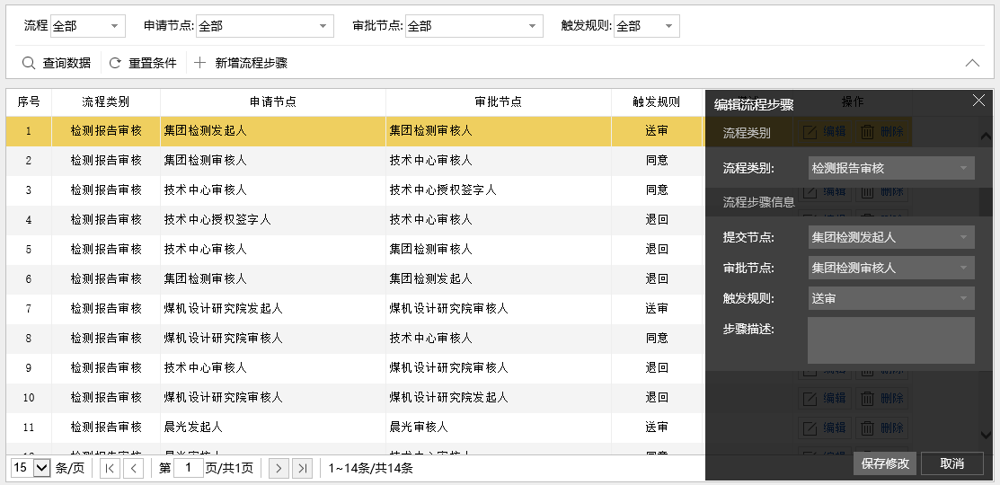 流程 全部 申请节点: 全部 审批节点: 全部 触发规则: 全部
查询数据 重置条件 新增流程步骤
序号 流程类别 申请节点 审批节点 触发规则 操作
1 检测报告审核 集团检测发起人 集团检测审核人 送审 编辑 删除
2 检测报告审核 集团检测审核人 技术中心审核人 同意
3 检测报告审核 技术中心审核人 技术中心授权签字人 同意 编辑 删除
4 检测报告审核 技术中心授权签字人 技术中心审核人 退回
5 检测报告审核 技术中心审核人 集团检测审核人 退回
6 检测报告审核 集团检测审核人 集团检测发起人 退回
7 检测报告审核 煤机设计研究院发起人 煤机设计研究院审核人 送审
8 检测报告审核 煤机设计研究院审核人 技术中心审核人 同意
9 检测报告审核 技术中心审核人 煤机设计研究院审核人 退回 编辑 删除
10 检测报告审核 煤机设计研究院审核人 煤机设计研究院发起人 退回 编辑 删除
11 检测报告审核 晨光发起人 晨光审核人 送审 编辑 删除
15 条/页 第 1 页/共1页 1~14条/共14条
编辑流程步骤
流程类别
流程类别: 检测报告审核
流程步骤信息
提交节点: 集团检测发起人
审批节点: 集团检测审核人
触发规则: 送审
步骤描述:
保存修改 取消